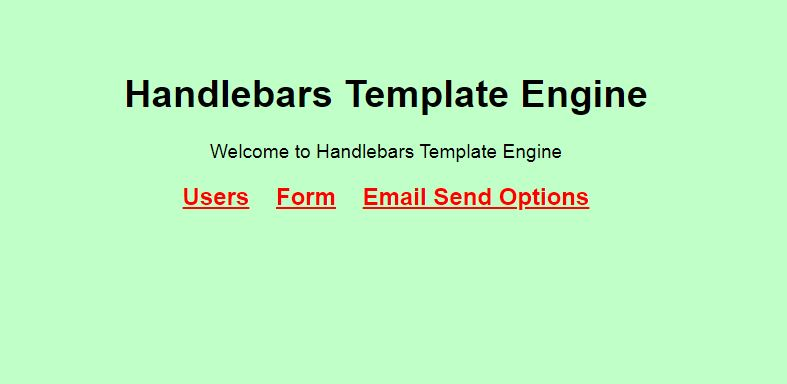 Handlebars Template Engine
Welcome to Handlebars Template Engine
Users Form Email Send Options